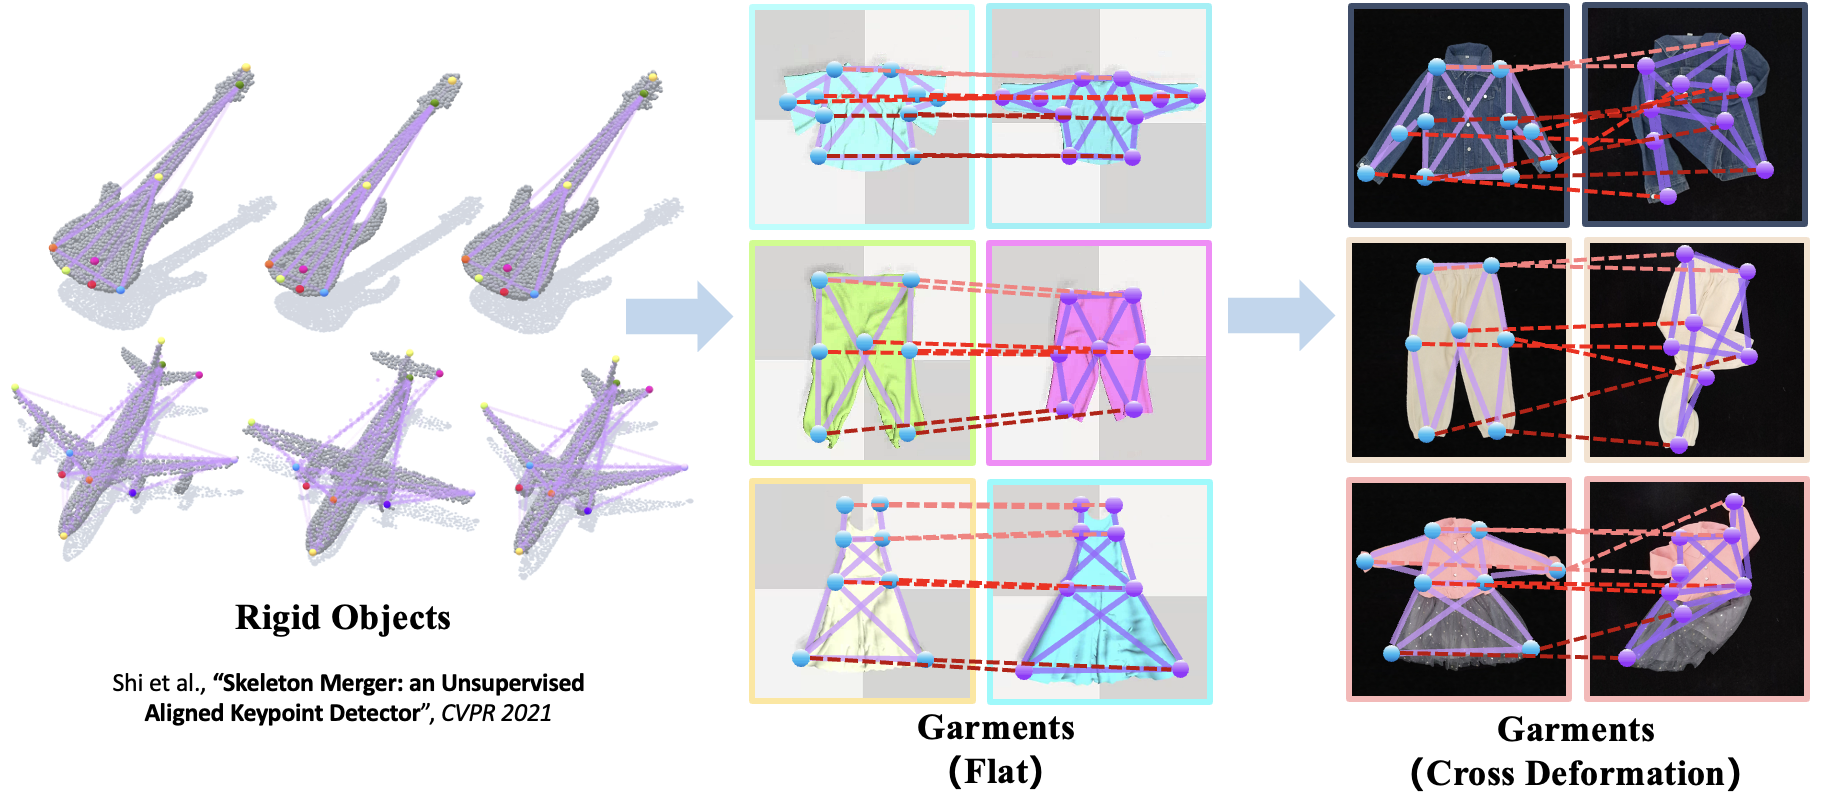 Rigid Objects
Shi et al., “Skeleton Merger: an Unsupervised
Aligned Keypoint Detector”, CVPR 2021
Garments
(Flat)
Garments
(Cross Deformation)